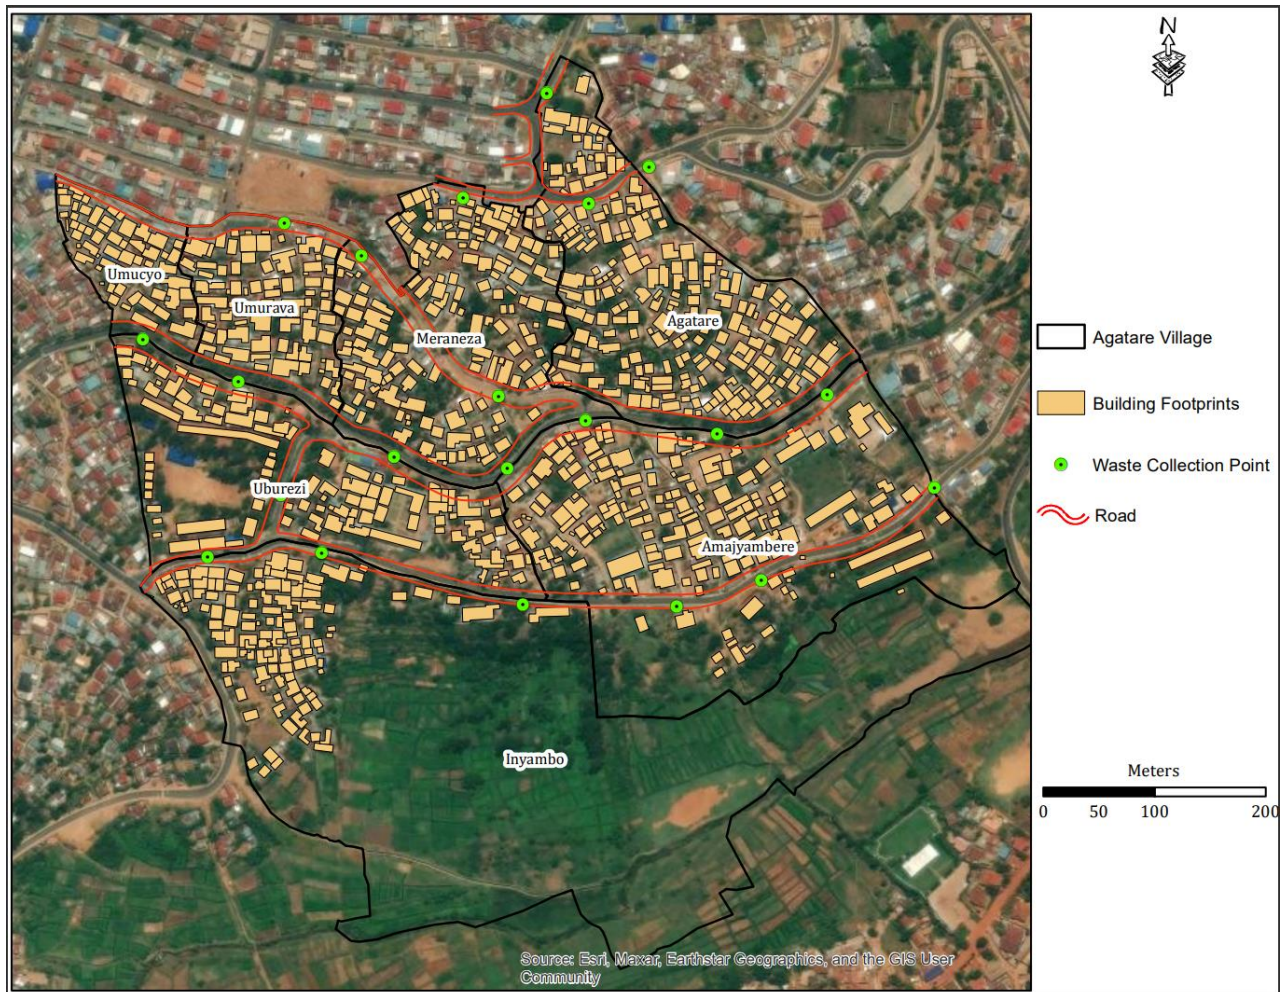 N
Umucyo
Umurava
Meraneza
Agatare
Uburezi
Amajyambere
Inyambo
Agatare Village
Building Footprints
Waste Collection Point
Road
Meters
0 50 100 200
Source: Esri, Maxar, Earthstar Geographics, and the GIS User
Community